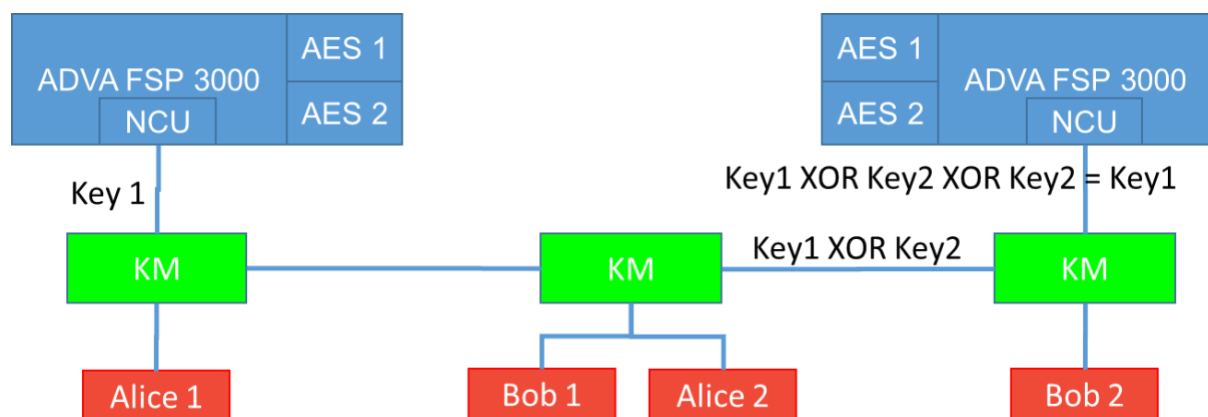 AES 1
AES 1
ADVA FSP 3000
ADVA FSP 3000
AES 2
AES 2
NCU
NCU
Key 1
Key1 XOR Key2 XOR Key2 = Key1
Key1 XOR Key2
KM
KM
KM
Alice 1
Bob 1
Alice 2
Bob 2